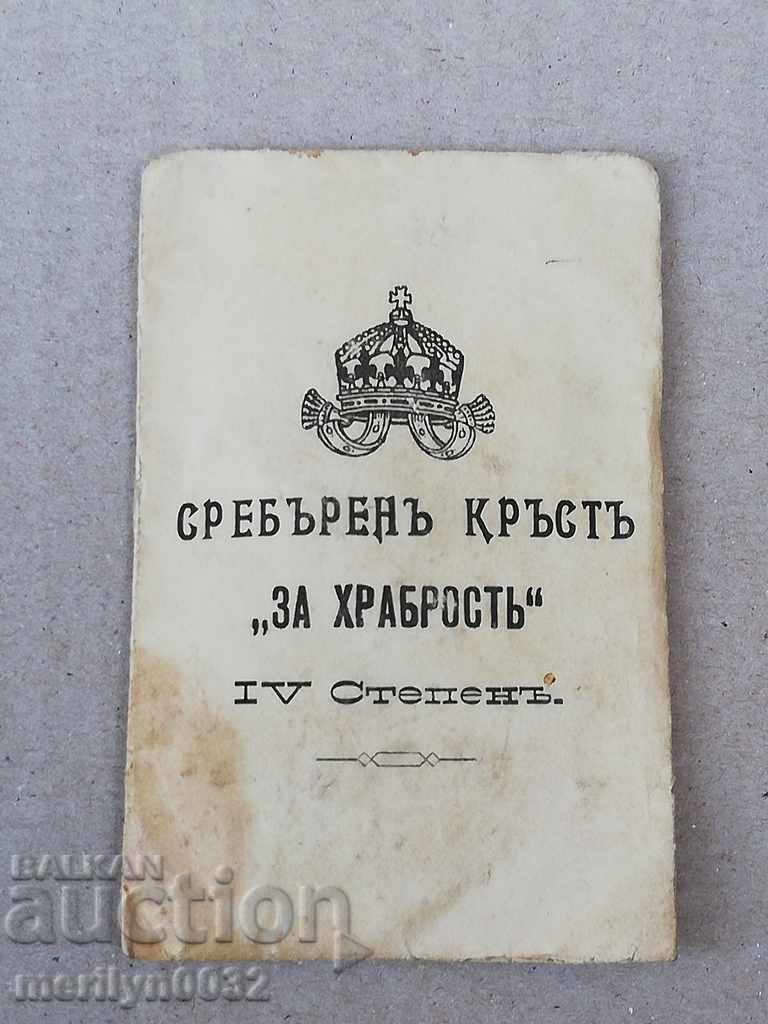 СРЕБЪРЕНЪ КРЪСТЪ
„ЗА ХРАБРОСТЬ“
IV Степенъ.
BALKAN
auction
merilyn0032